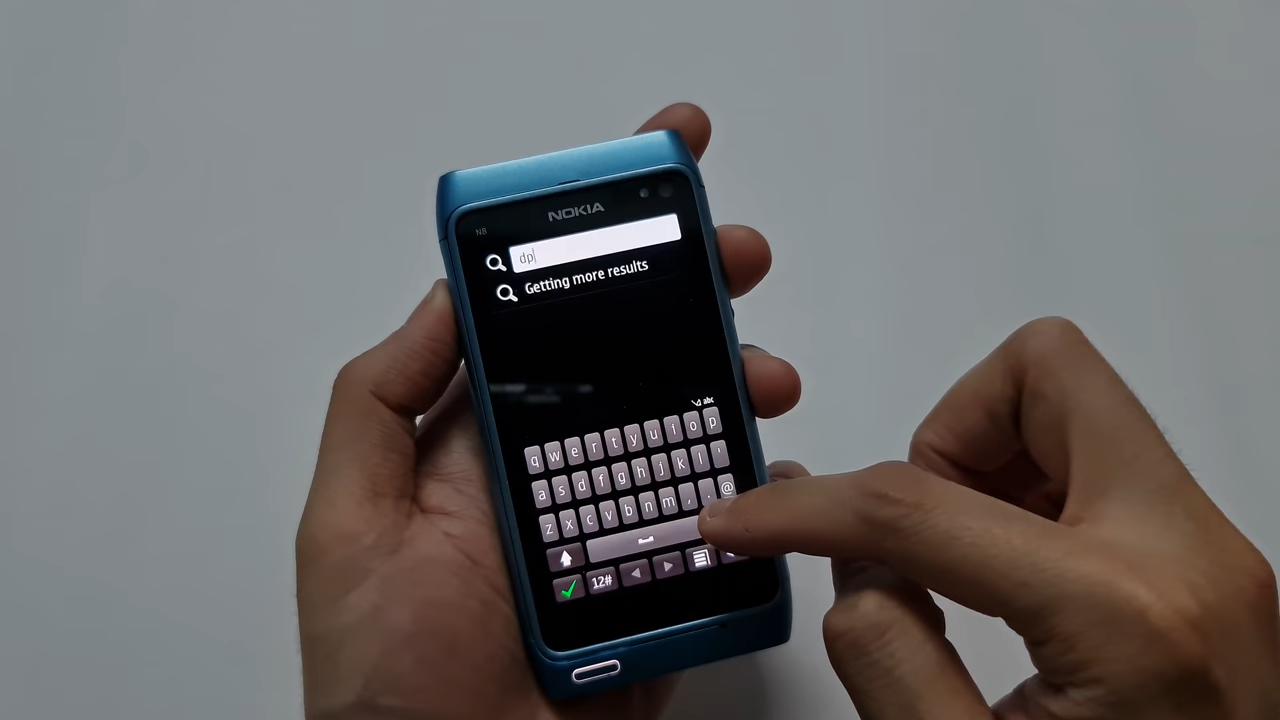 NOKIA
N8
dp
Getting more results
abc
q w e r t y u i o p
a s d f g h j k l '
z x c v b n m , . @
12#